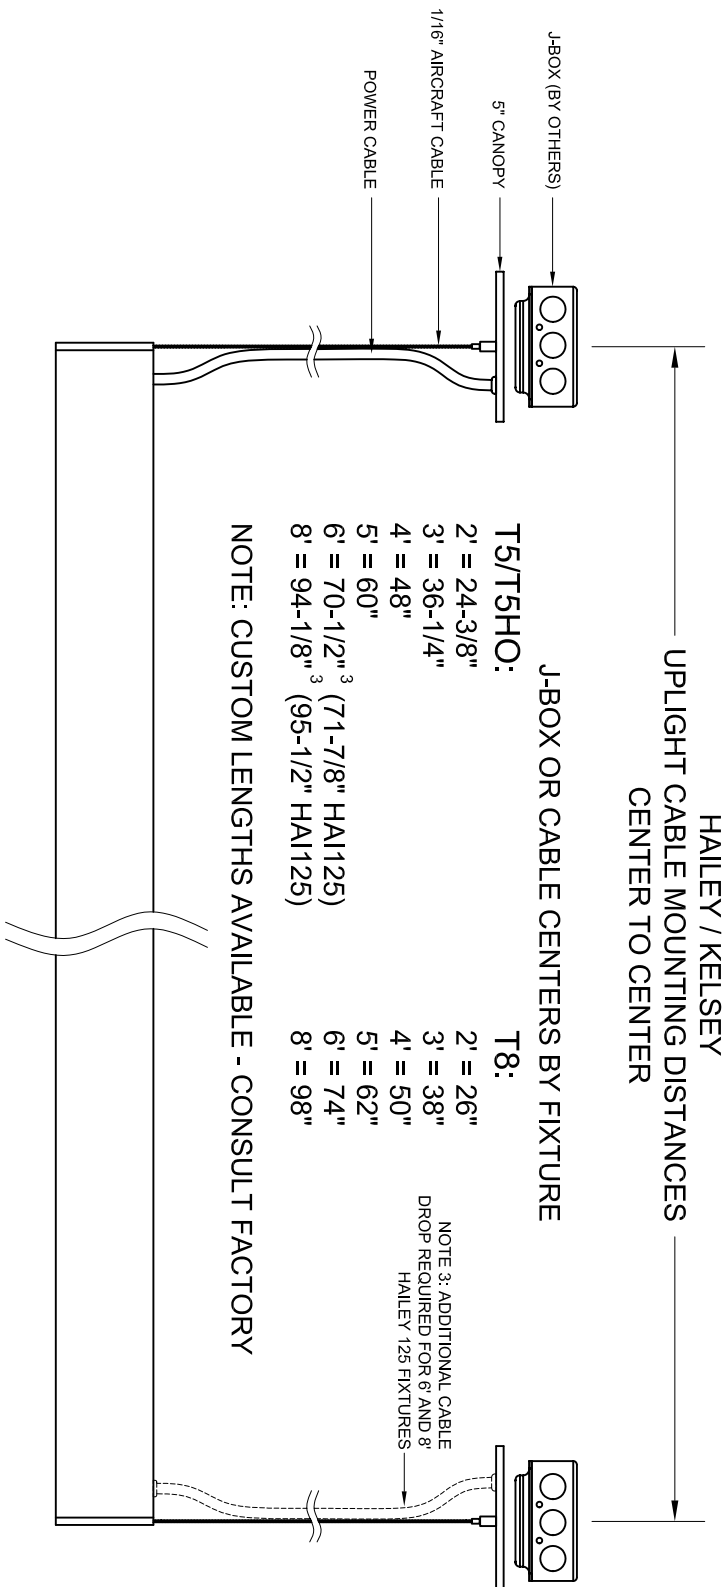 HAILEY / KELSEY
UPLIGHT CABLE MOUNTING DISTANCES
CENTER TO CENTER
J-BOX (BY OTHERS)
5" CANOPY
1/16" AIRCRAFT CABLE
POWER CABLE
J-BOX OR CABLE CENTERS BY FIXTURE
T5/T5HO:
2' = 24-3/8"
3' = 36-1/4"
4' = 48"
5' = 60"
6' = 70-1/2" 3 (71-7/8" HAI125)
8' = 94-1/8" 3 (95-1/2" HAI125)
T8:
2' = 26"
3' = 38"
4' = 50"
5' = 62"
6' = 74"
8' = 98"
NOTE 3: ADDITIONAL CABLE
DROP REQUIRED FOR 6' AND 8'
HAILEY 125 FIXTURES
NOTE: CUSTOM LENGTHS AVAILABLE - CONSULT FACTORY